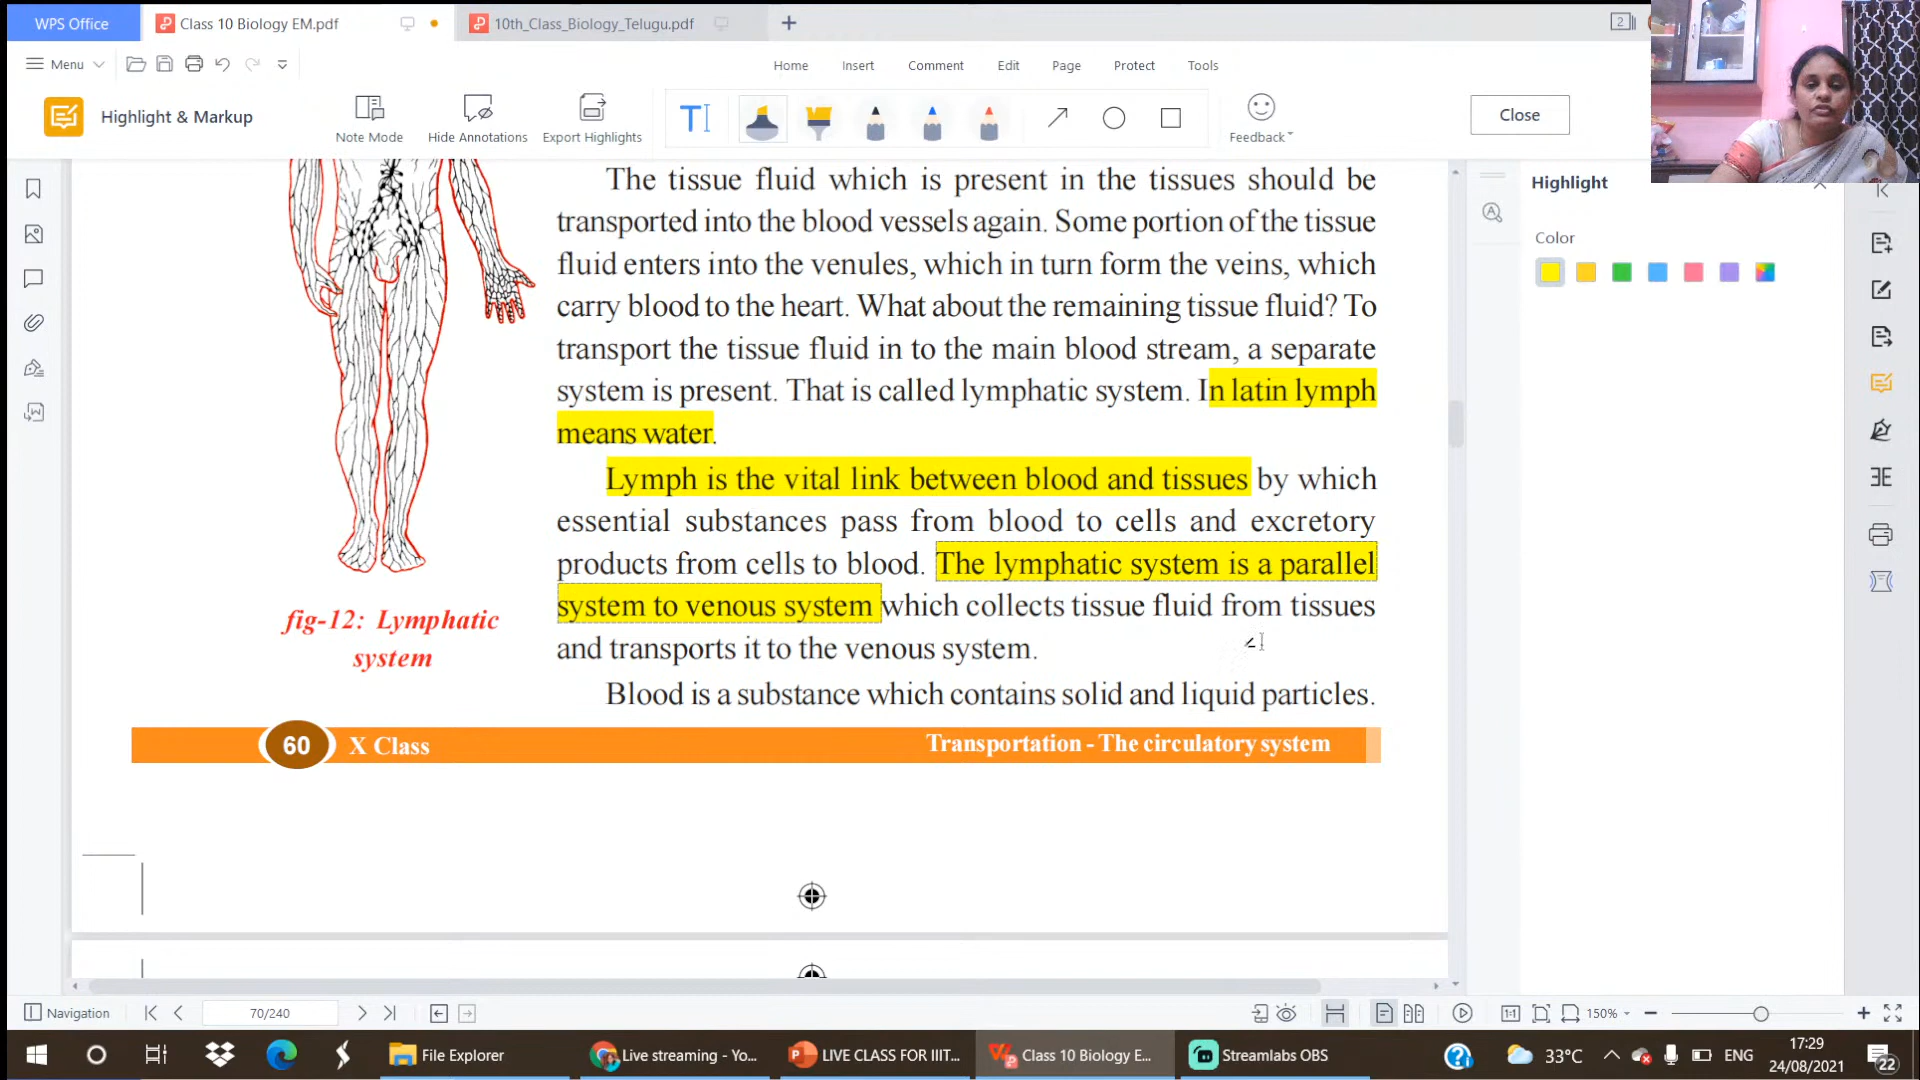 WPS Office
Class 10 Biology EM.pdf
10th_Class_Biology_Telugu.pdf
2
Menu
Home
Insert
Comment
Edit
Page
Protect
Tools
Highlight & Markup
Note Mode
Hide Annotations
Export Highlights
Feedback
Close
The tissue fluid which is present in the tissues should be
transported into the blood vessels again. Some portion of the tissue
fluid enters into the venules, which in turn form the veins, which
carry blood to the heart. What about the remaining tissue fluid? To
transport the tissue fluid in to the main blood stream, a separate
system is present. That is called lymphatic system. In latin lymph
means water.
Lymph is the vital link between blood and tissues by which
essential substances pass from blood to cells and excretory
products from cells to blood. The lymphatic system is a parallel
system to venous system which collects tissue fluid from tissues
and transports it to the venous system.
Blood is a substance which contains solid and liquid particles.
fig-12: Lymphatic
system
60
X Class
Transportation - The circulatory system
Highlight
Color
Navigation
70/240
150%
File Explorer
Live streaming - Yo...
LIVE CLASS FOR IIIT...
Class 10 Biology E...
Streamlabs OBS
33°C
ENG
17:29
24/08/2021
22